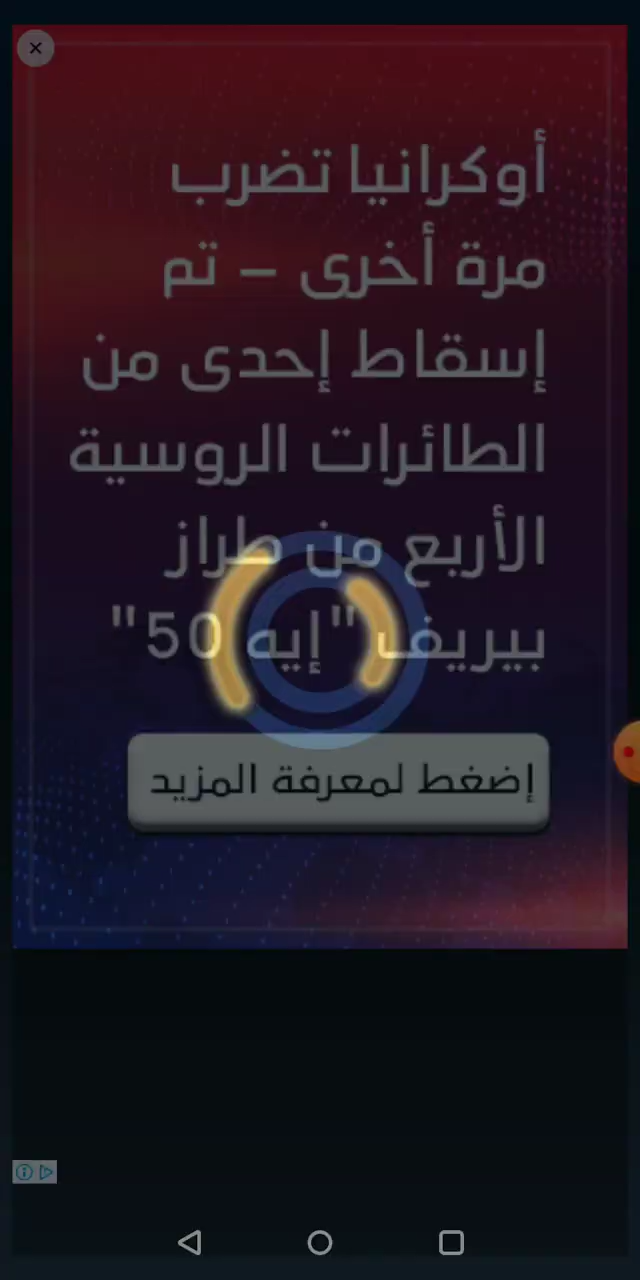 أوكرانيا تضرب
مرة أخرى – تم
إسقاط إحدى من
الطائرات الروسية
الأربع من طراز
بيريف "إيه 50"
إضغط لمعرفة المزيد